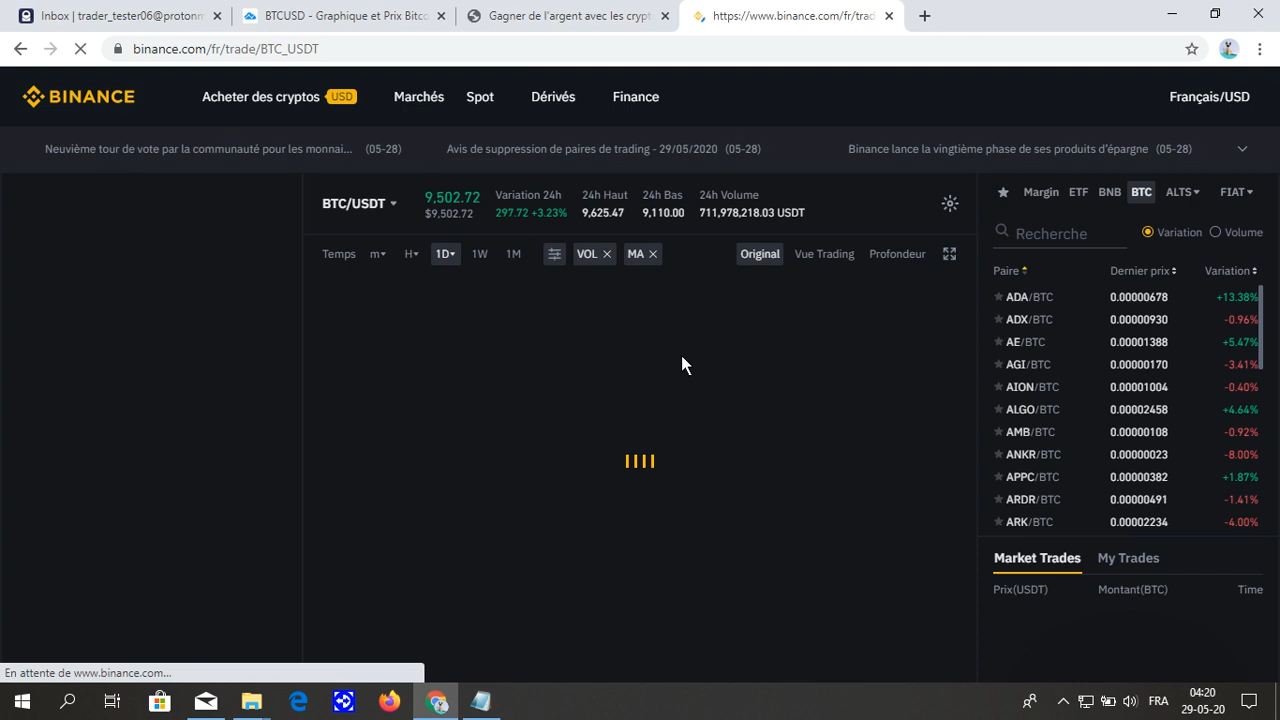 Inbox | trader_tester06@protonm
BTCUSD - Graphique et Prix Bitco
Gagner de l'argent avec les crypt
https://www.binance.com/fr/trad
binance.com/fr/trade/BTC_USDT
BINANCE
Acheter des cryptos USD
Marchés
Spot
Dérivés
Finance
Français/USD
Neuvième tour de vote par la communauté pour les monnai... (05-28)
Avis de suppression de paires de trading - 29/05/2020 (05-28)
Binance lance la vingtième phase de ses produits d'épargne (05-28)
BTC/USDT
9,502.72
$9,502.72
Variation 24h
297.72 +3.23%
24h Haut
9,625.47
24h Bas
9,110.00
24h Volume
711,978,218.03 USDT
Margin ETF BNB BTC ALTS FIAT
Recherche
Variation Volume
Temps m H 1D 1W 1M VOL MA
Original Vue Trading Profondeur
Paire Dernier prix Variation
ADA/BTC 0.00000678 +13.38%
ADX/BTC 0.00000930 -0.96%
AE/BTC 0.00001388 +5.47%
AGI/BTC 0.00000170 -3.41%
AION/BTC 0.00001004 -0.40%
ALGO/BTC 0.00002458 +4.64%
AMB/BTC 0.00000108 -0.92%
ANKR/BTC 0.00000023 -8.00%
APPC/BTC 0.00000382 +1.87%
ARDR/BTC 0.00000491 -1.41%
ARK/BTC 0.00002234 -4.00%
Market Trades My Trades
Prix(USDT) Montant(BTC) Time
En attente de www.binance.com...
FRA
04:20
29-05-20